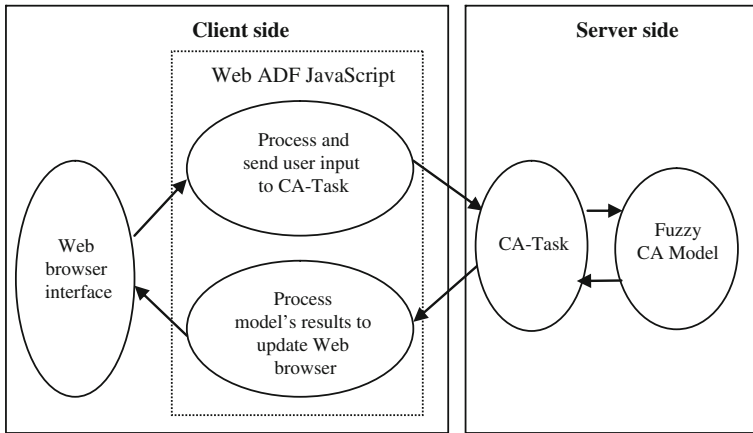 Client side
Server side
Web ADF JavaScript
Process and
send user input
to CA-Task
Web
browser
interface
CA-Task
Fuzzy
CA Model
Process
model's results to
update Web
browser